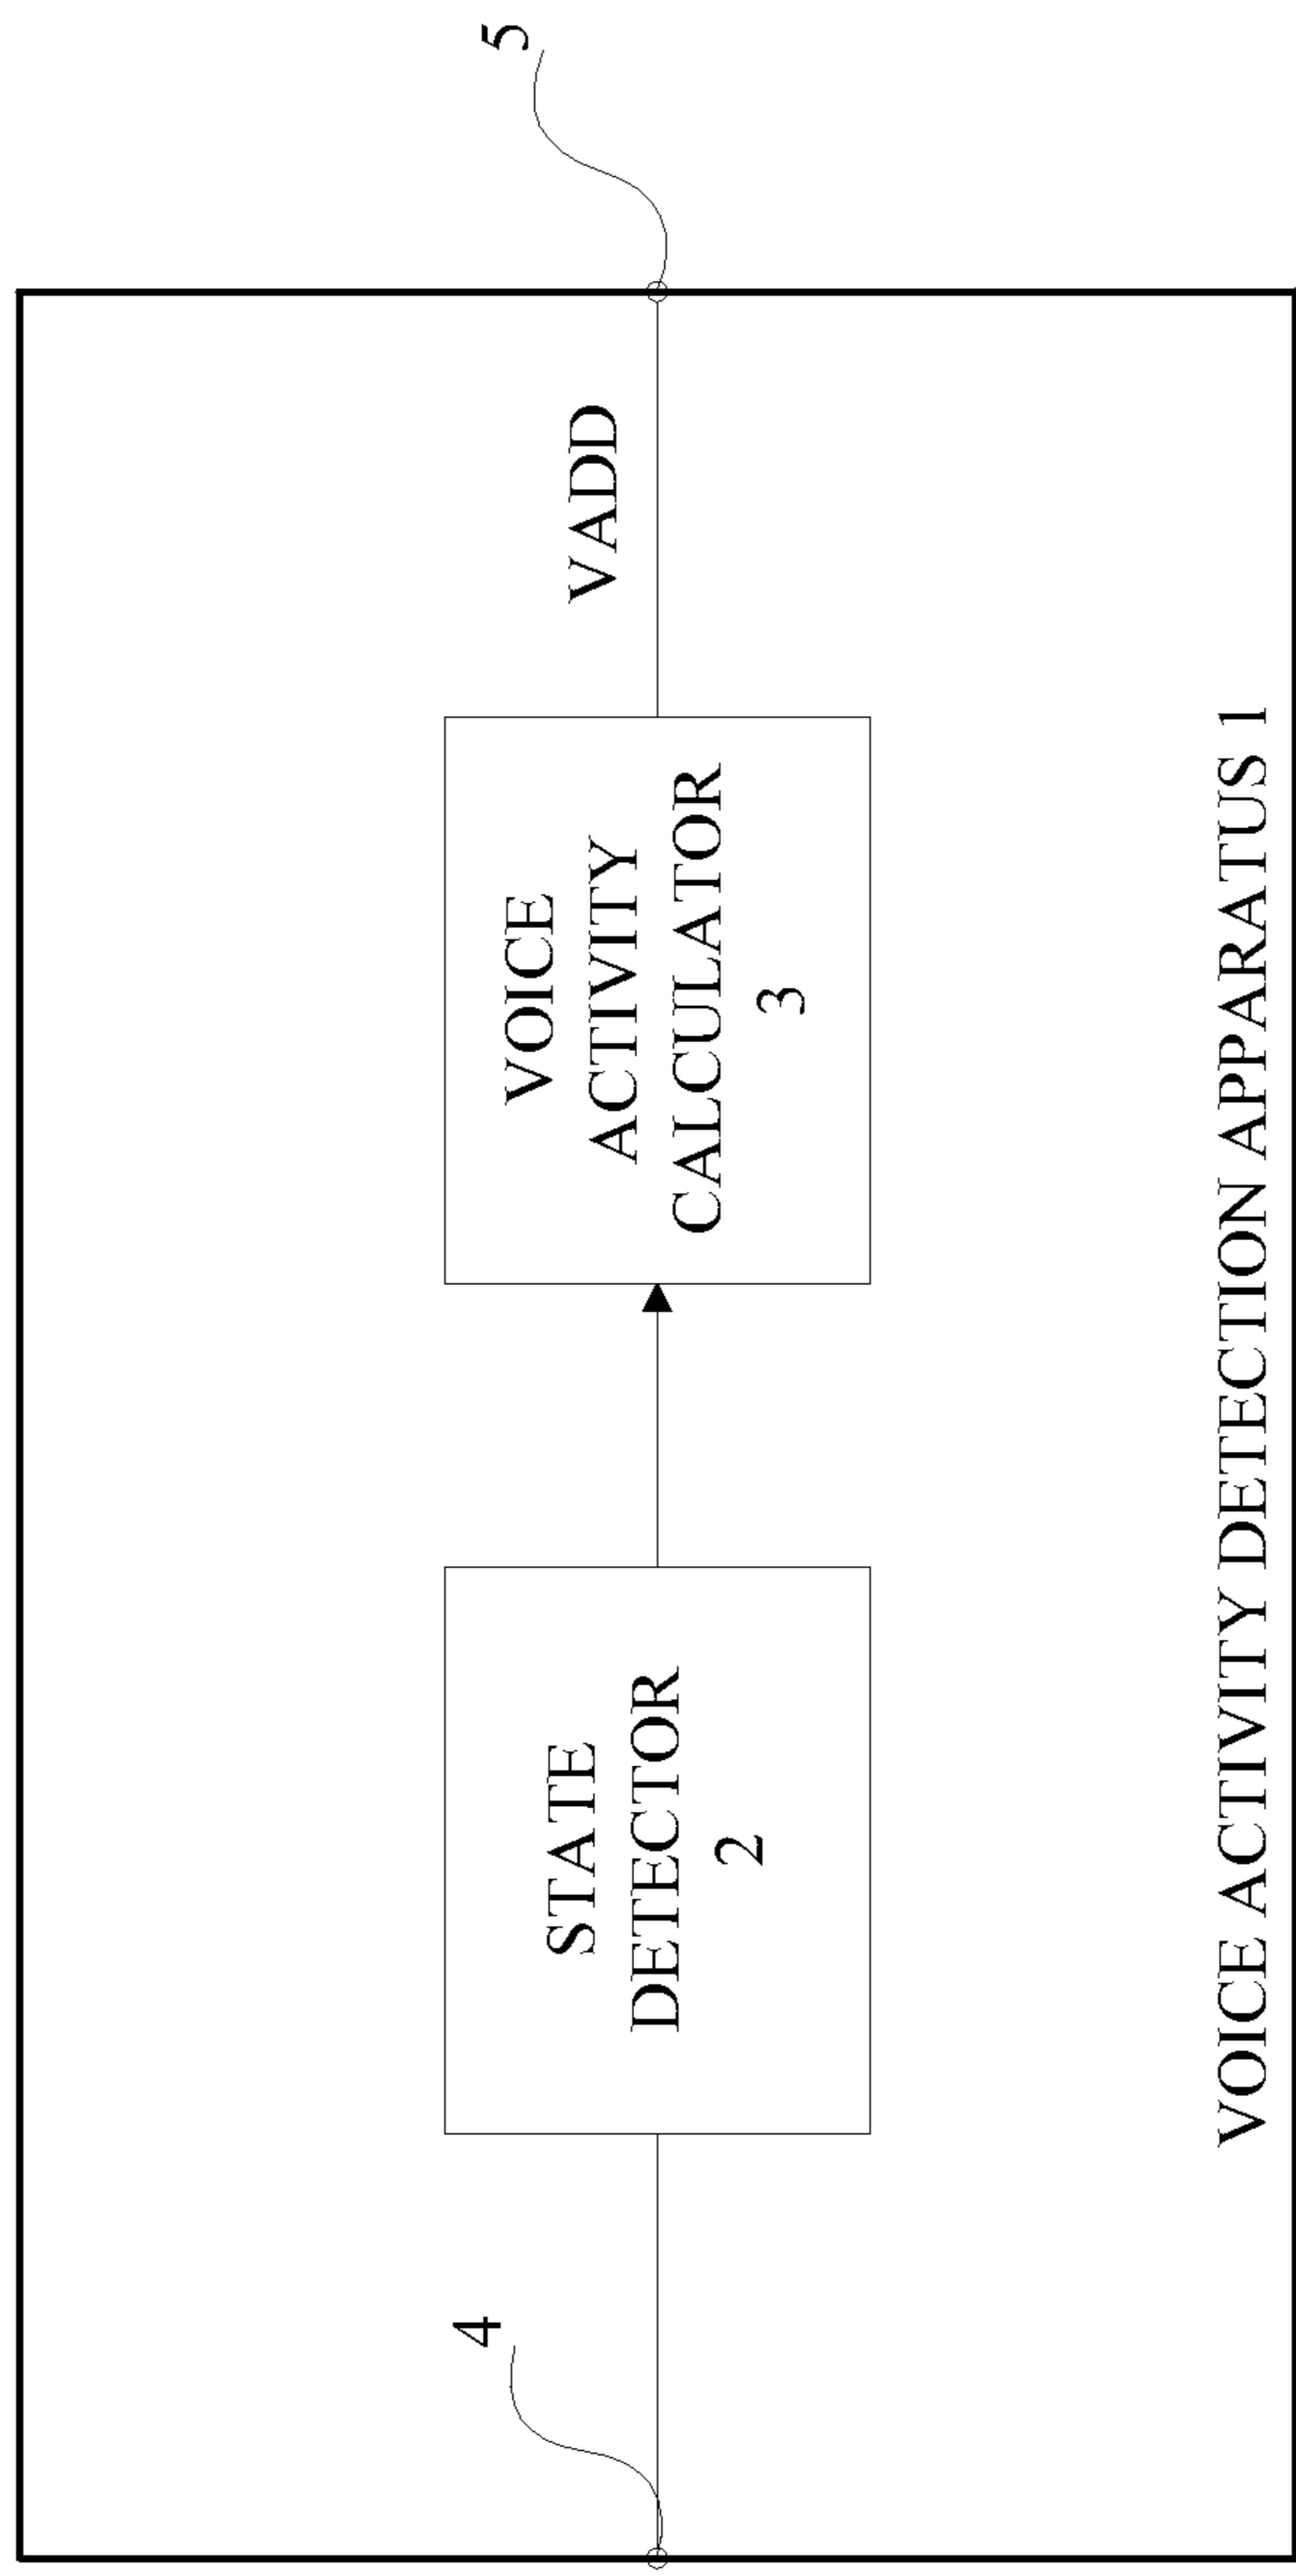 4
STATE
DETECTOR
2
VOICE
ACTIVITY
CALCULATOR
3
VADD
5
VOICE ACTIVITY DETECTION APPARATUS 1